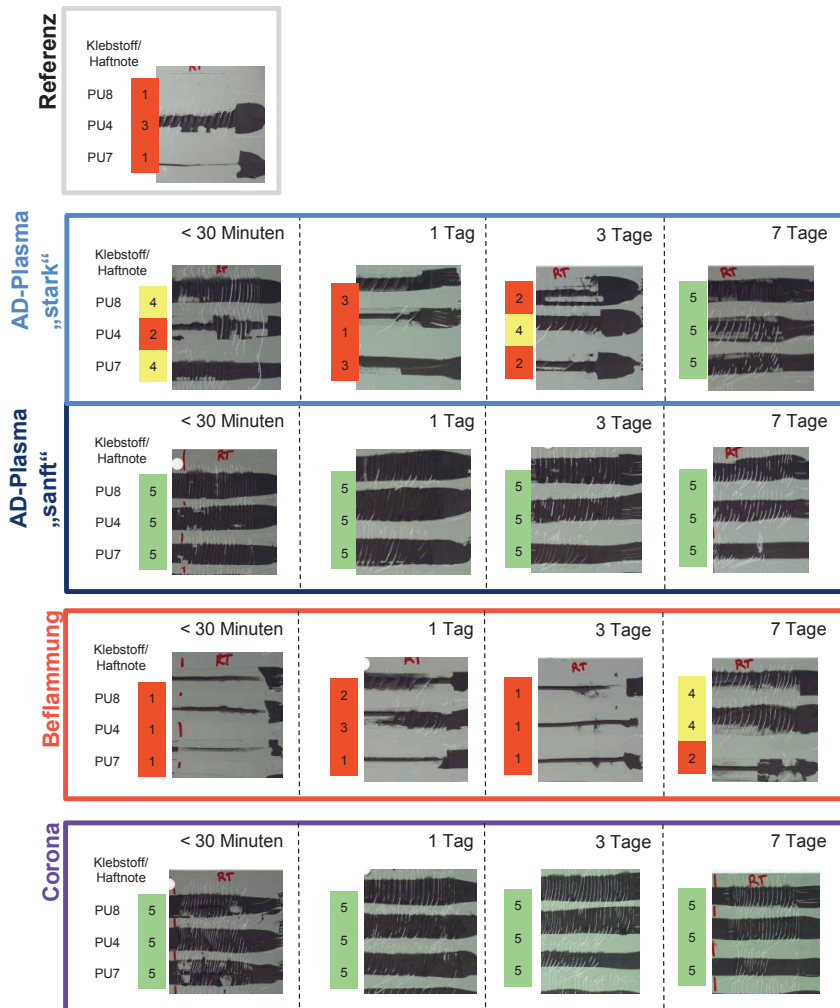 Referenz
Klebstoff/
Haftnote
RT
PU8 1
PU4 3
PU7 1
AD-Plasma
„stark“
< 30 Minuten 1 Tag 3 Tage 7 Tage
Klebstoff/
Haftnote
RT RT RT
PU8 4 3 2 5
PU4 2 1 4 5
PU7 4 3 2 5
AD-Plasma
„sanft“
< 30 Minuten 1 Tag 3 Tage 7 Tage
Klebstoff/
Haftnote
RT RT
PU8 5 5 5 5
PU4 5 5 5 5
PU7 5 5 5 5
Beflammung
< 30 Minuten 1 Tag 3 Tage 7 Tage
Klebstoff/
Haftnote
RT RT RT RT
PU8 1 2 1 4
PU4 1 3 1 4
PU7 1 1 1 2
Corona
< 30 Minuten 1 Tag 3 Tage 7 Tage
Klebstoff/
Haftnote
RT RT
PU8 5 5 5 5
PU4 5 5 5 5
PU7 5 5 5 5